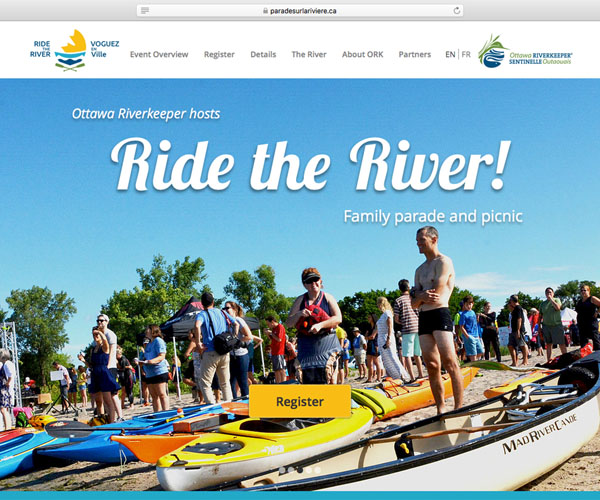 paradesurlariviere.ca
RIDE THE RIVER
VOGUEZ EN Ville
Event Overview Register Details The River About ORK Partners EN | FR
Ottawa RIVERKEEPER®
SENTINELLE Outaouais
Ottawa Riverkeeper hosts
Ride the River!
Family parade and picnic
Register
MAD RIVER CANOE